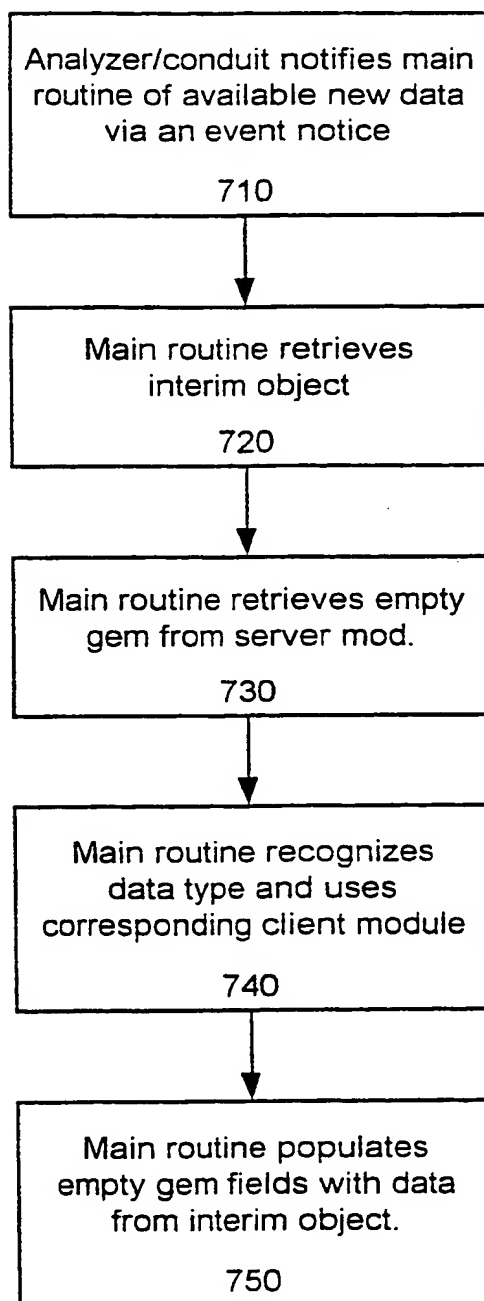 Analyzer/conduit notifies main
routine of available new data
via an event notice
710
Main routine retrieves
interim object
720
Main routine retrieves empty
gem from server mod.
730
Main routine recognizes
data type and uses
corresponding client module
740
Main routine populates
empty gem fields with data
from interim object.
750